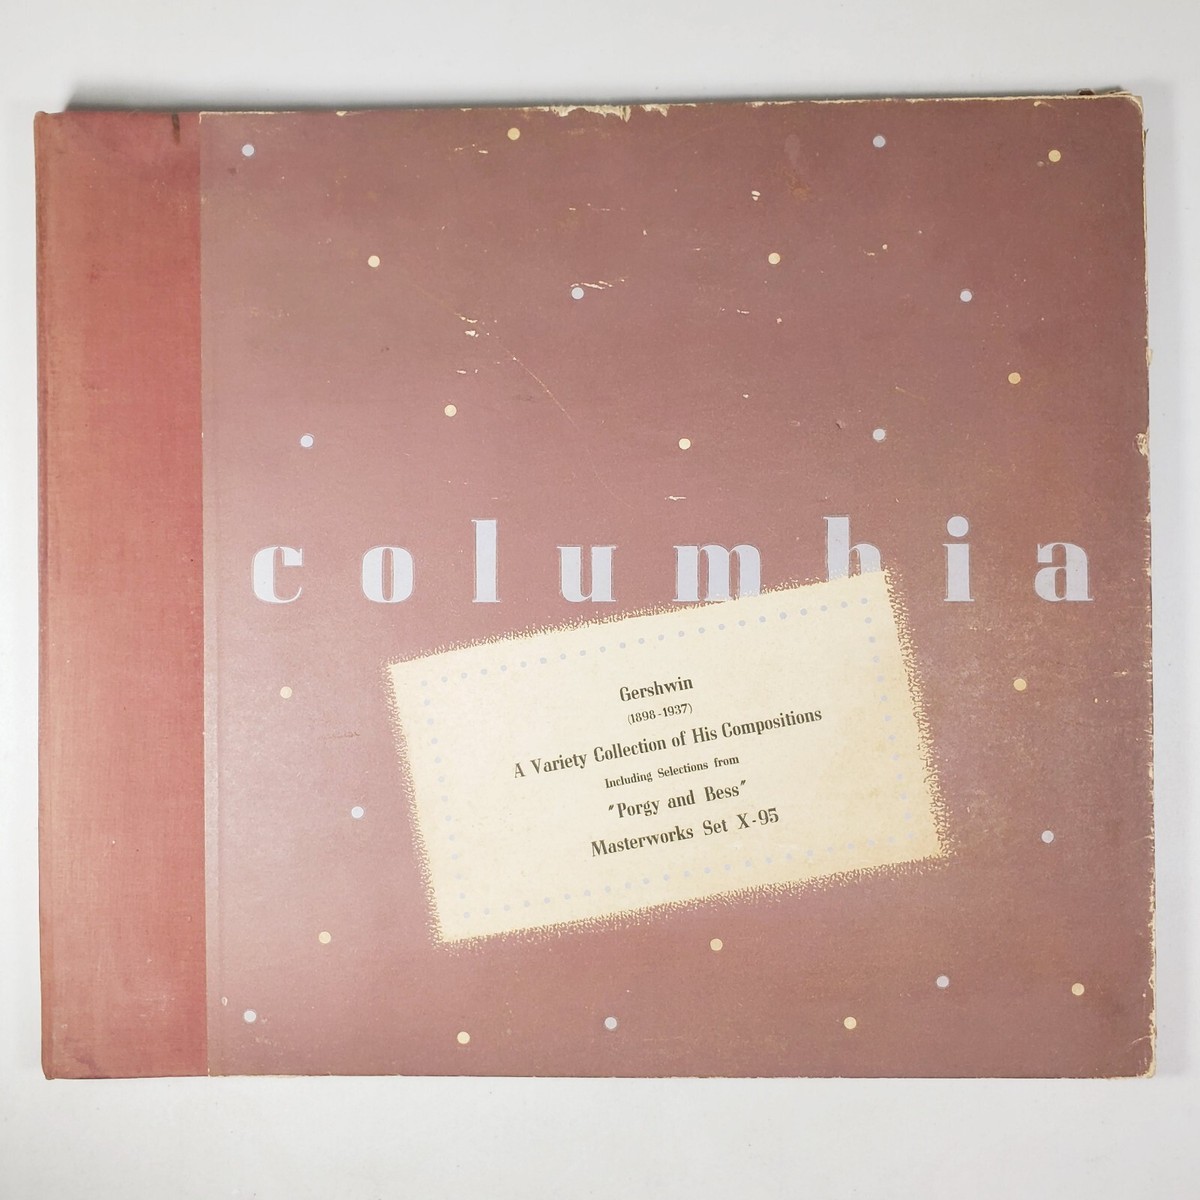 columbia
Gershwin
(1898-1937)
A Variety Collection of His Compositions
Including Selections from
"Porgy and Bess"
Masterworks Set X-95